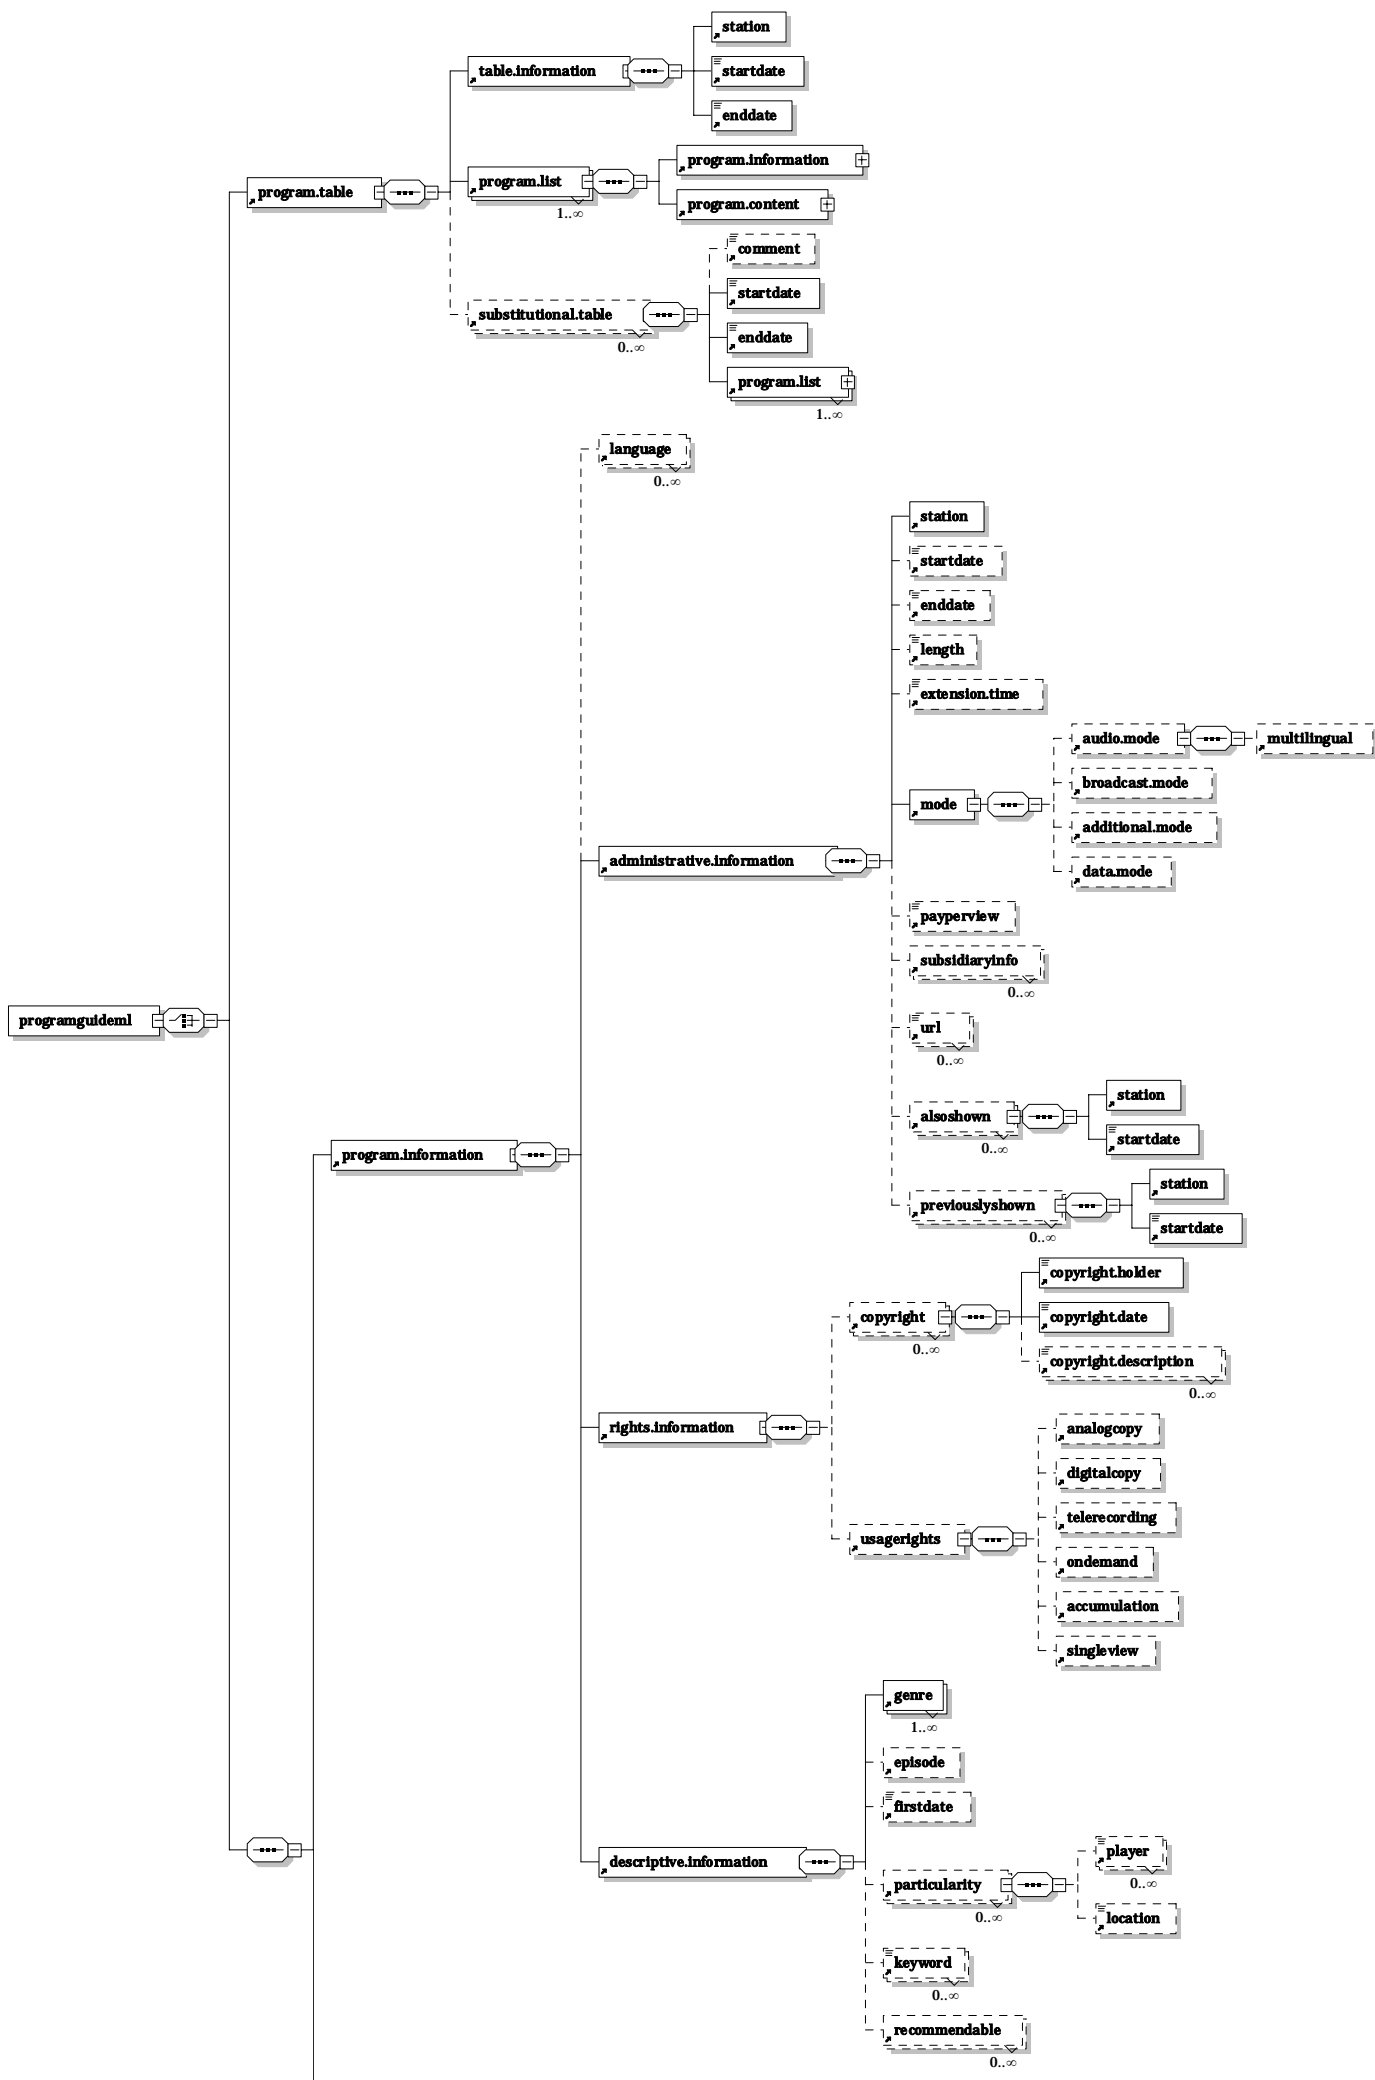 station
table.information
startdate
enddate
program.information
program.list
1..∞
program.table
program.content
comment
startdate
substitutional.table
0..∞
enddate
program.list
1..∞
language
0..∞
station
startdate
enddate
length
extension.time
audio.mode
multilingual
broadcast.mode
mode
additional.mode
administrative.information
data.mode
payperview
subsidiaryinfo
0..∞
programguideml
url
0..∞
station
alsoshown
0..∞
startdate
program.information
station
previouslyshown
0..∞
startdate
copyright.holder
copyright
0..∞
copyright.date
copyright.description
0..∞
rights.information
analogcopy
digitalcopy
telerecording
usagerights
ondemand
accumulation
singleview
genre
1..∞
episode
firstdate
descriptive.information
player
0..∞
particularity
0..∞
location
keyword
0..∞
recommendable
0..∞